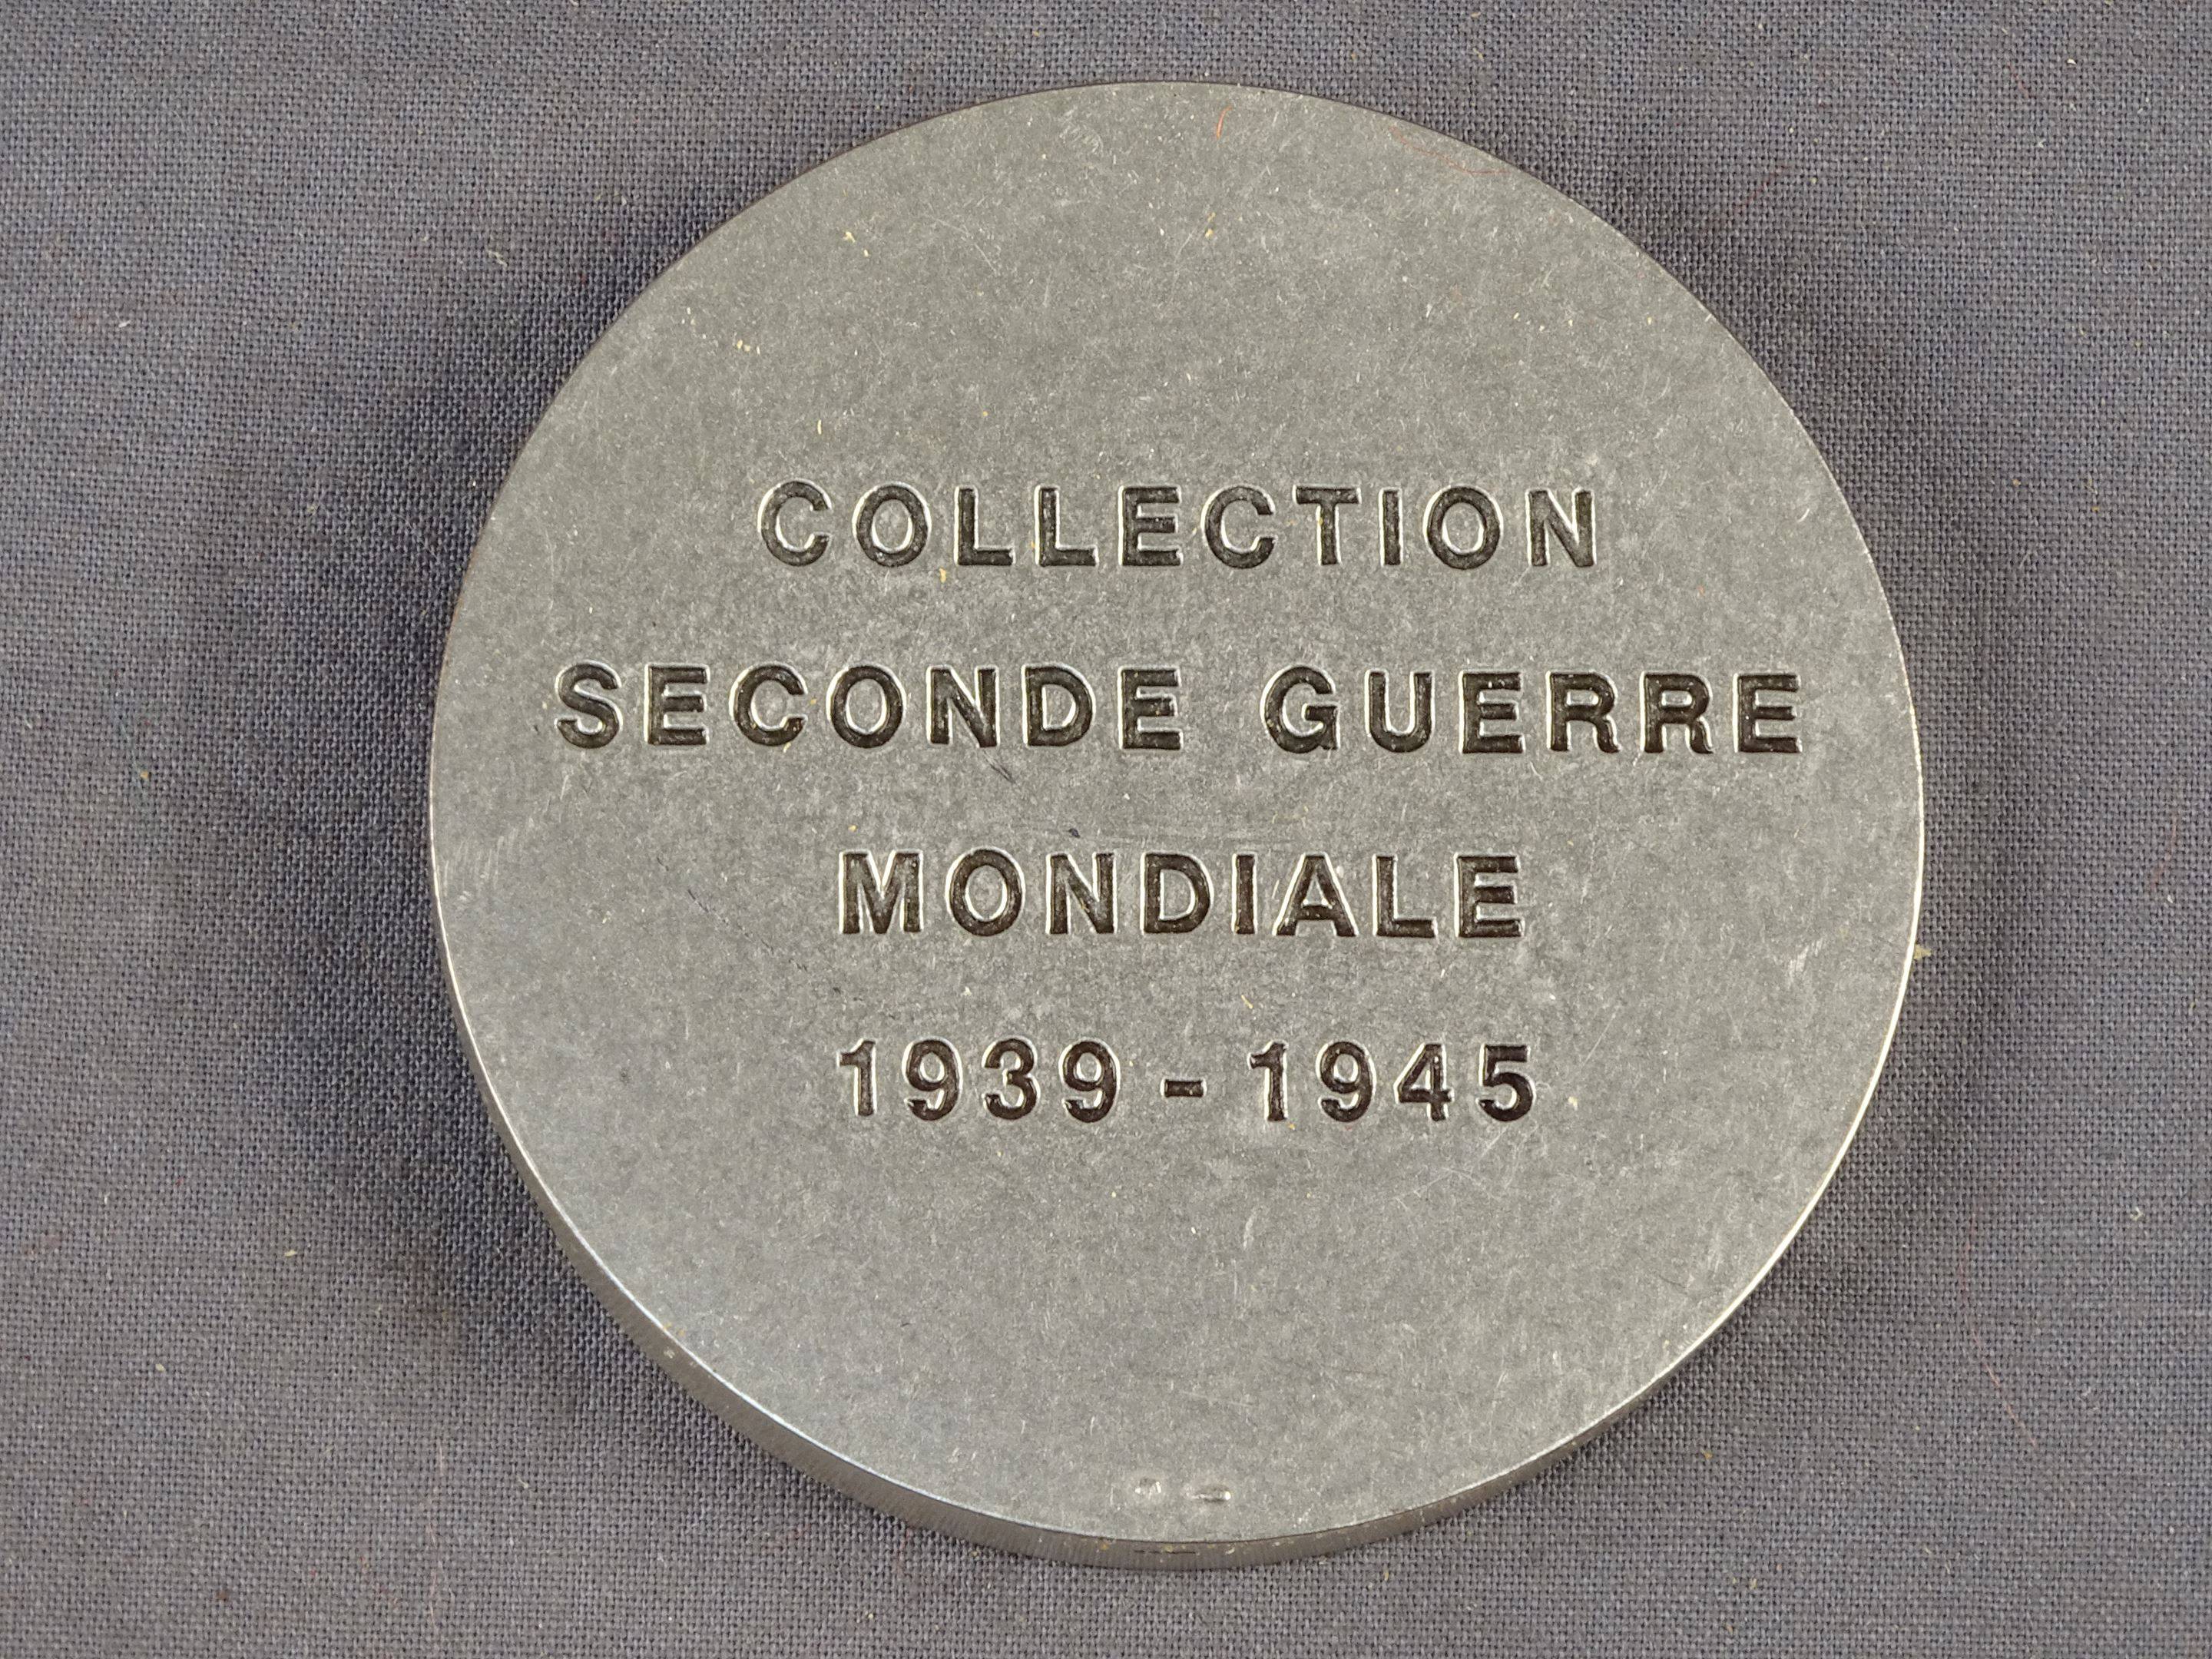 COLLECTION
SECONDE GUERRE
MONDIALE
1939 - 1945